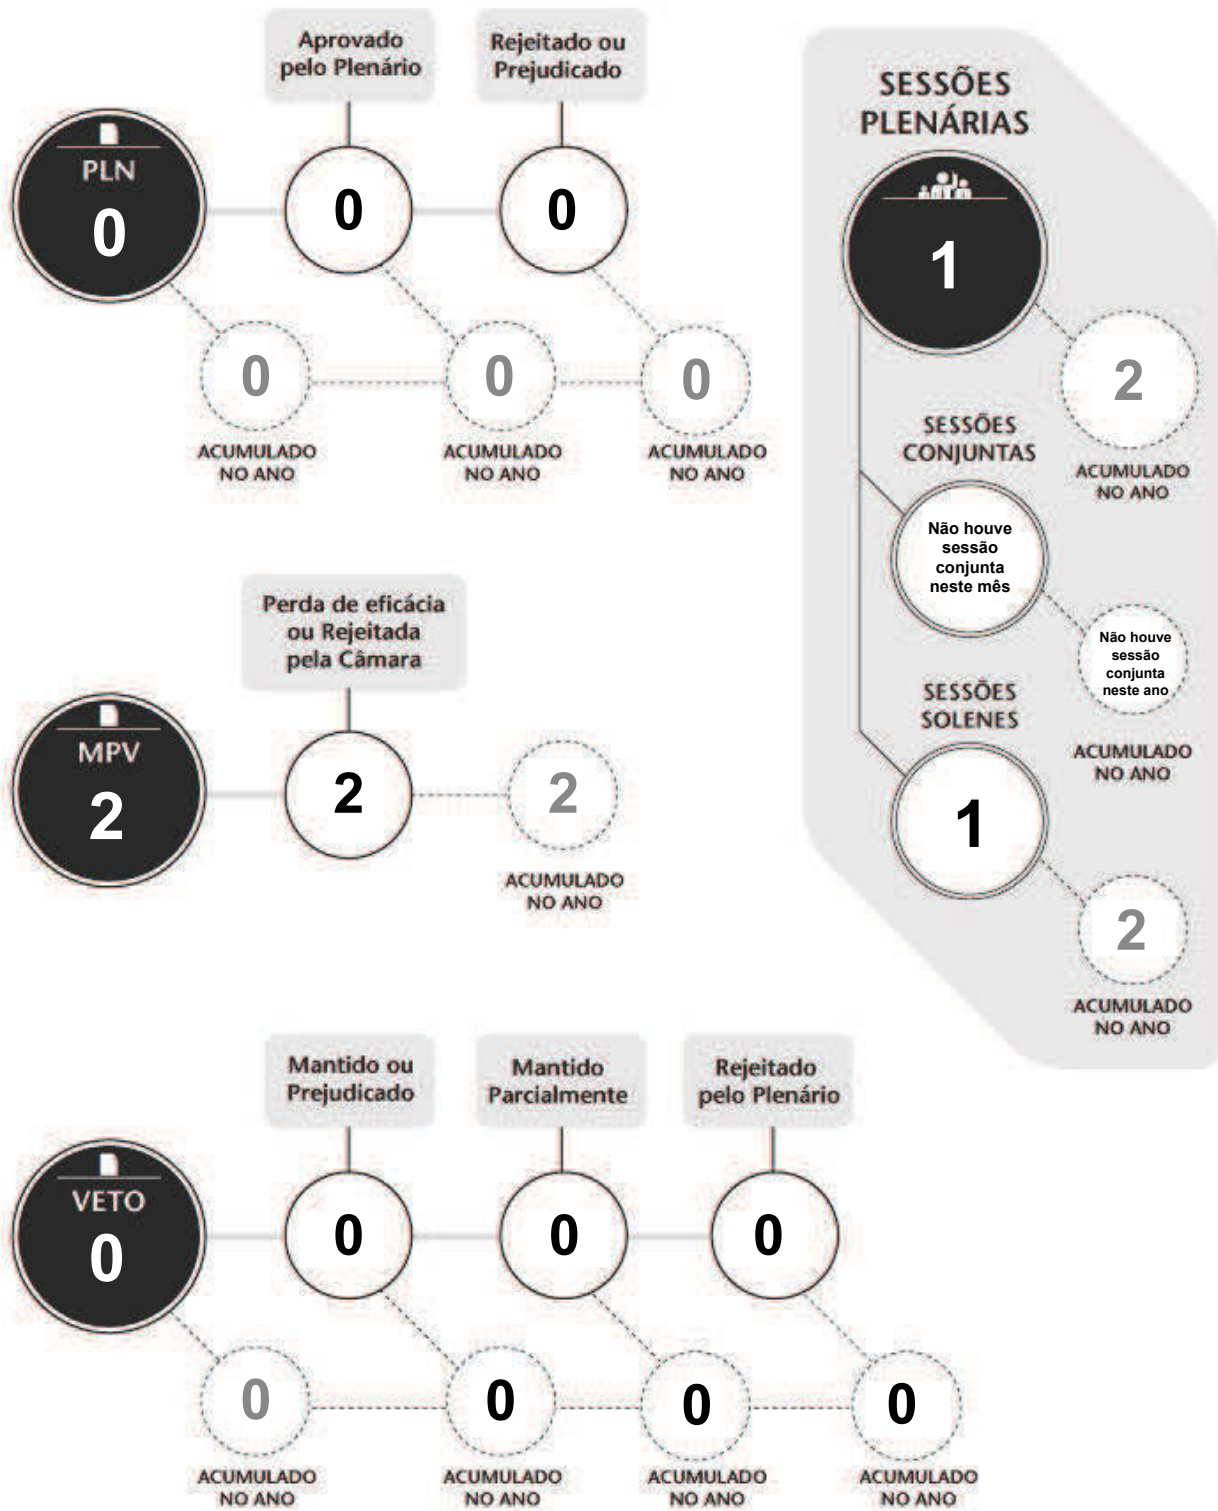 Aprovado
pelo Plenário
Rejeitado ou
Prejudicado
PLN
0
0
0
0
0
0
ACUMULADO
NO ANO
ACUMULADO
NO ANO
ACUMULADO
NO ANO
Perda de eficácia
ou Rejeitada
pela Câmara
MPV
2
2
2
ACUMULADO
NO ANO
Mantido ou
Prejudicado
Mantido
Parcialmente
Rejeitado
pelo Plenário
VETO
0
0
0
0
0
0
0
0
ACUMULADO
NO ANO
ACUMULADO
NO ANO
ACUMULADO
NO ANO
ACUMULADO
NO ANO
SESSÕES
PLENÁRIAS
1
2
ACUMULADO
NO ANO
SESSÕES
CONJUNTAS
Não houve
sessão
conjunta
neste mês
Não houve
sessão
conjunta
neste ano
ACUMULADO
NO ANO
SESSÕES
SOLENES
1
2
ACUMULADO
NO ANO